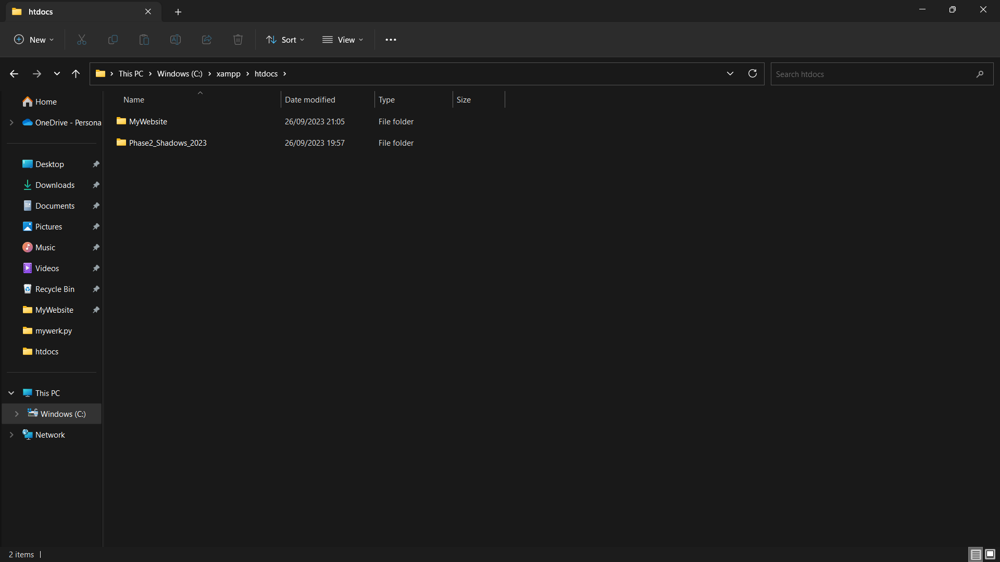 htdocs
New
Sort
View
This PC
Windows (C:)
xampp
htdocs
Search htdocs
Name
Date modified
Type
Size
MyWebsite 26/09/2023 21:05 File folder
Phase2_Shadows_2023 26/09/2023 19:57 File folder
Home
OneDrive - Persona
Desktop
Downloads
Documents
Pictures
Music
Videos
Recycle Bin
MyWebsite
mywerk.py
htdocs
This PC
Windows (C:)
Network
2 items